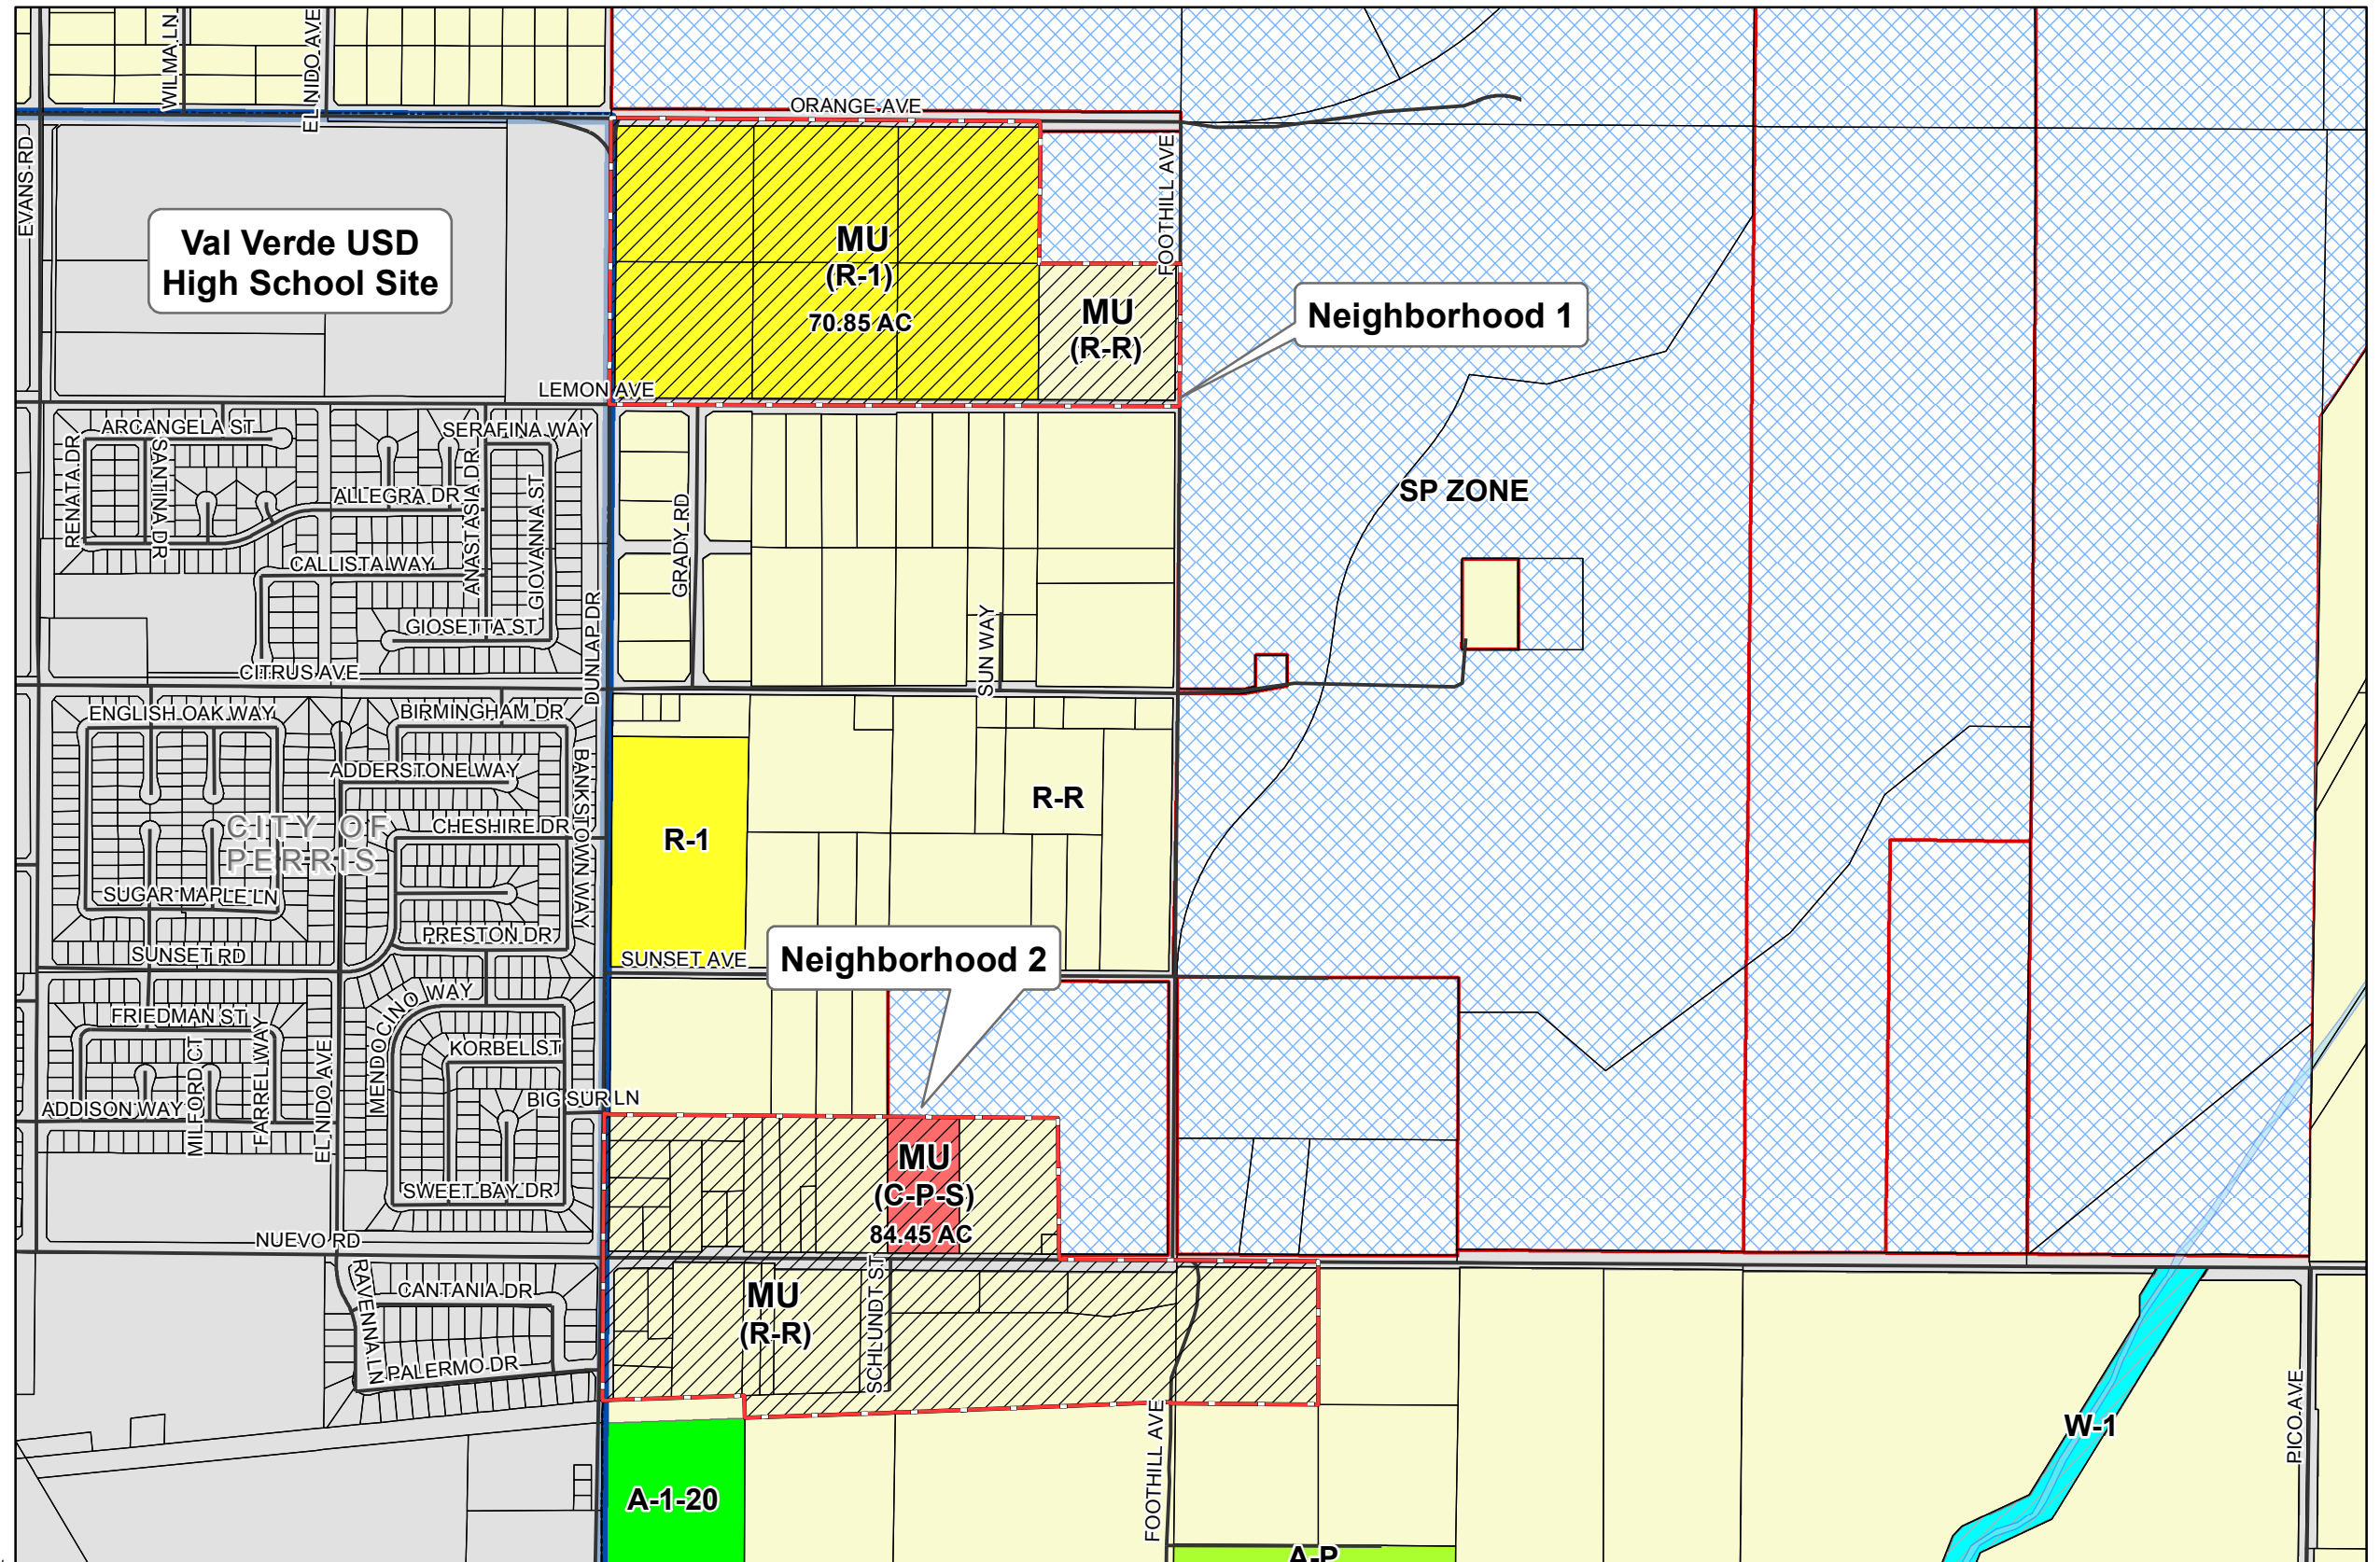 WILMA LN
EL NIDO AVE
ORANGE AVE
EVANS RD
FOOTHILL AVE
Val Verde USD
High School Site
MU
(R-1)
70.85 AC
MU
(R-R)
Neighborhood 1
LEMON AVE
ARCANGELA ST
SERAFINA WAY
RENATA DR
SANTINA DR
ALLEGRA DR
ANASTASIA DR
GIOVANNA ST
GRADY RD
SP ZONE
CALLISTA WAY
GIOSETTA ST
DUNLAP DR
SUN WAY
CITRUS AVE
ENGLISH OAK WAY
BIRMINGHAM DR
ADDERSTONE WAY
BANKSTOWN WAY
CITY OF
PERRIS
CHESHIRE DR
R-1
R-R
SUGAR MAPLE LN
PRESTON DR
SUNSET RD
SUNSET AVE
Neighborhood 2
MENDOCINO WAY
FRIEDMAN ST
MILFORD CT
FARREL WAY
EL NIDO AVE
KORBEL ST
ADDISON WAY
BIG SUR LN
MU
(C-P-S)
84.45 AC
SWEET BAY DR
NUEVO RD
RAVENNA LN
CANTANIA DR
PALERMO DR
MU
(R-R)
SCHLUNDT ST
FOOTHILL AVE
W-1
PICO AVE
A-1-20
A-P